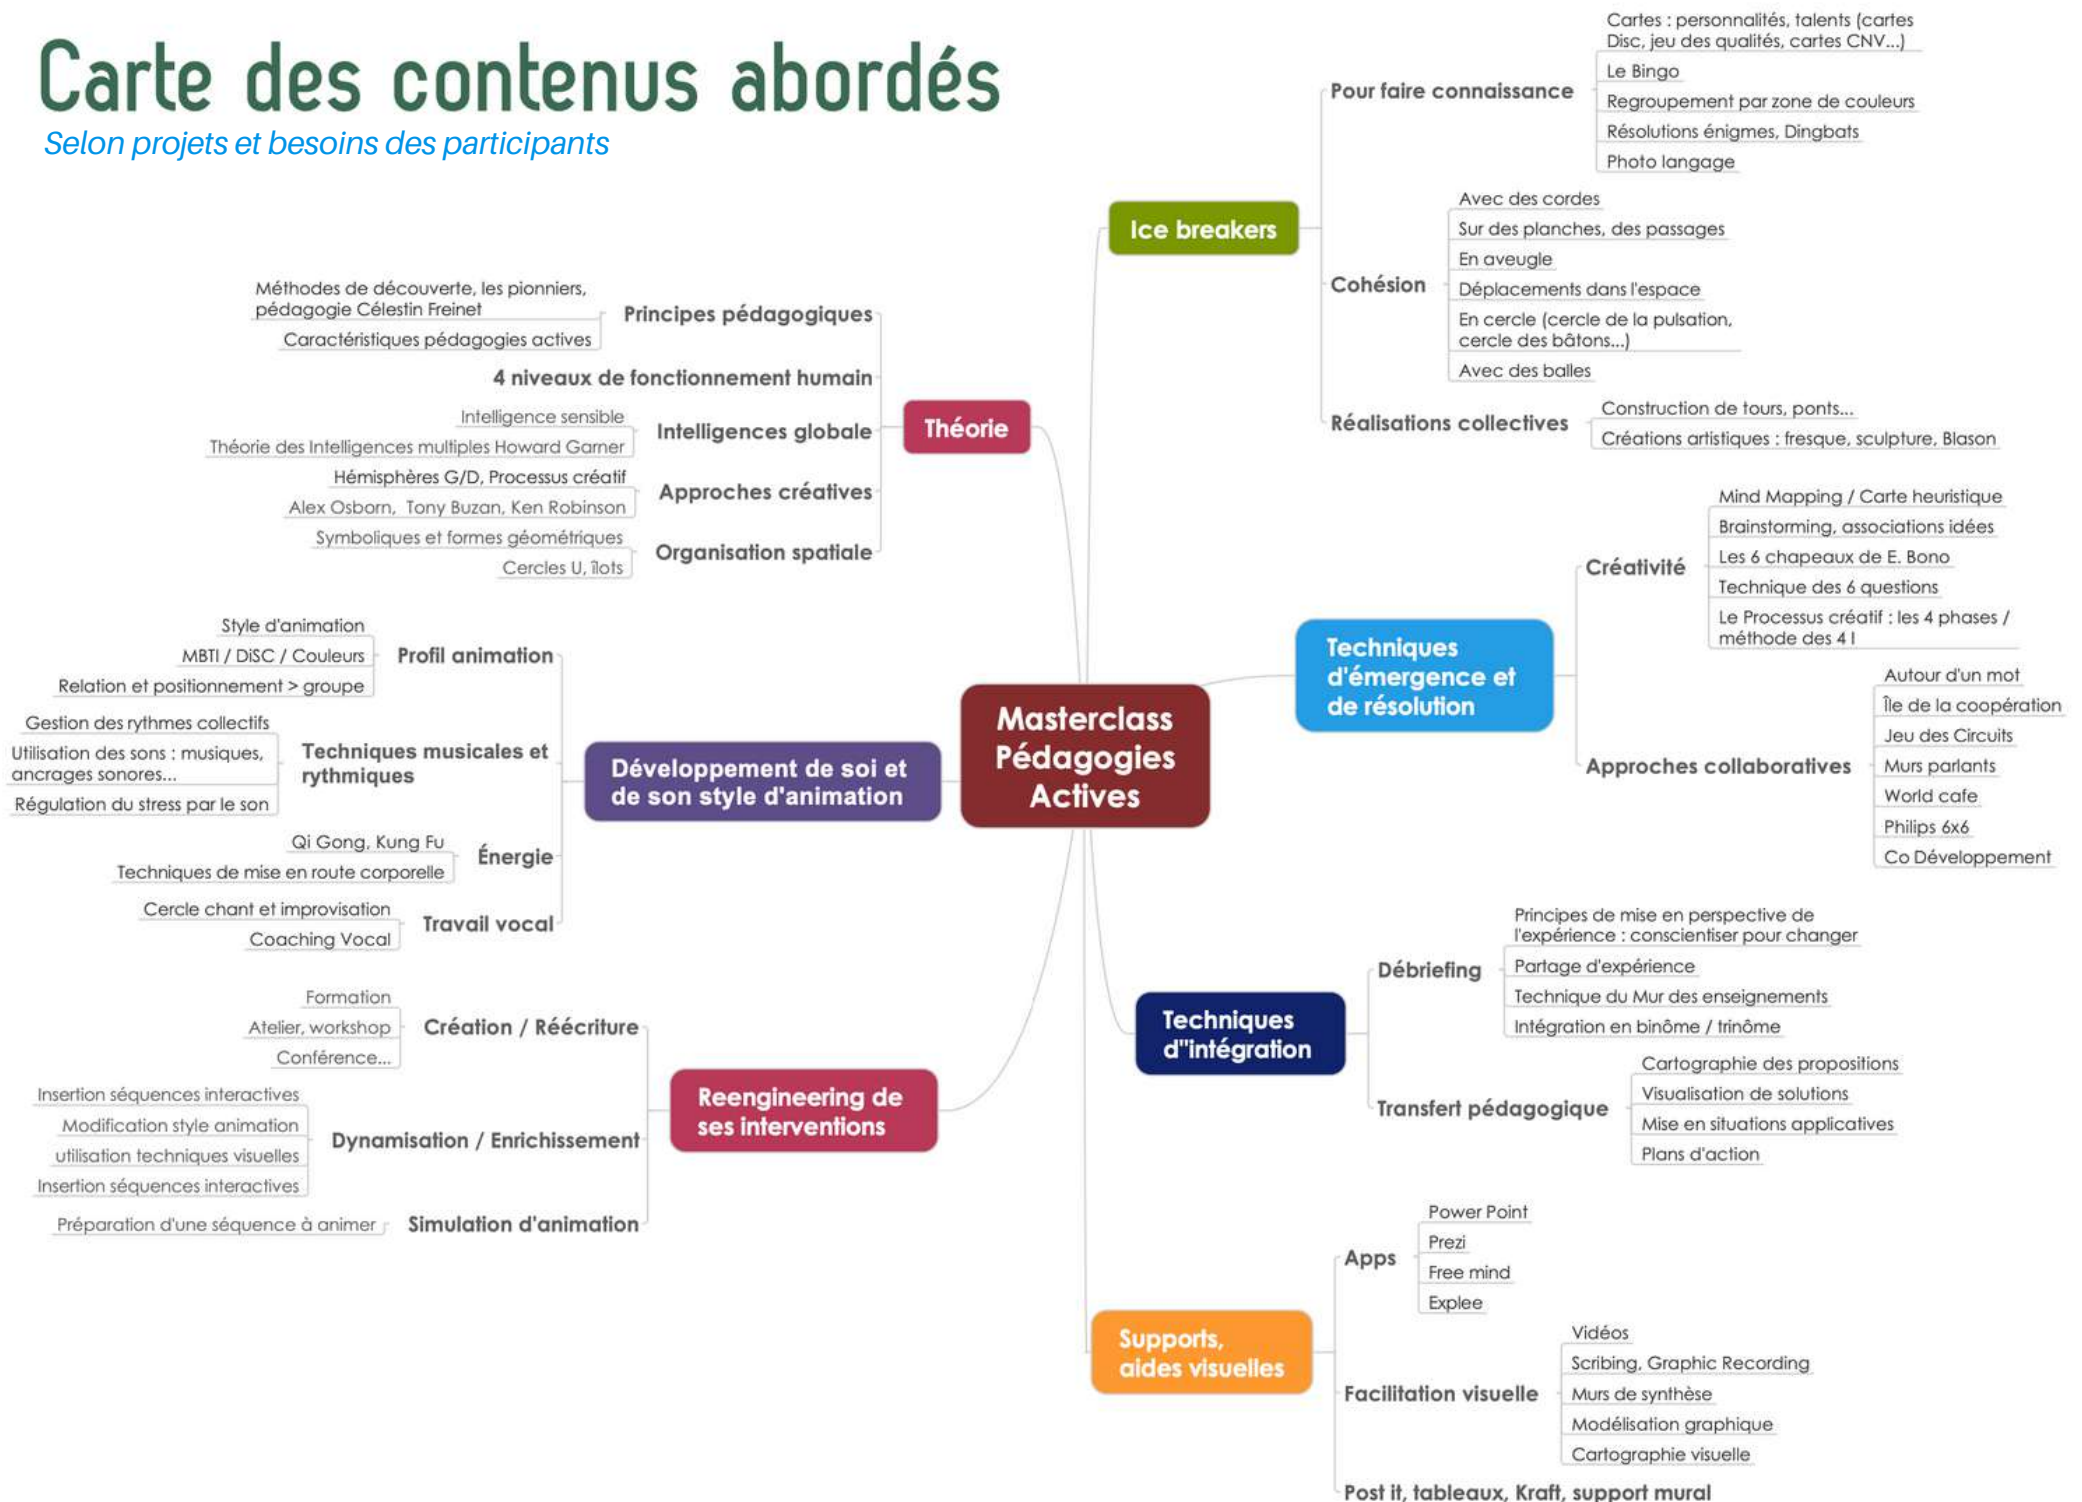 Carte des contenus abordés
Selon projets et besoins des participants
Masterclass
Pédagogies
Actives
Ice breakers
Pour faire connaissance
Cartes : personnalités, talents (cartes
Disc, jeu des qualités, cartes CNV...)
Le Bingo
Regroupement par zone de couleurs
Résolutions énigmes, Dingbats
Photo langage
Cohésion
Avec des cordes
Sur des planches, des passages
En aveugle
Déplacements dans l'espace
En cercle (cercle de la pulsation,
cercle des bâtons...)
Avec des balles
Réalisations collectives
Construction de tours, ponts...
Créations artistiques : fresque, sculpture, Blason
Techniques
d'émergence et
de résolution
Créativité
Mind Mapping / Carte heuristique
Brainstorming, associations idées
Les 6 chapeaux de E. Bono
Technique des 6 questions
Le Processus créatif : les 4 phases /
méthode des 4 I
Approches collaboratives
Autour d'un mot
Île de la coopération
Jeu des Circuits
Murs parlants
World cafe
Philips 6x6
Co Développement
Techniques
d''intégration
Débriefing
Principes de mise en perspective de
l'expérience : conscientiser pour changer
Partage d'expérience
Technique du Mur des enseignements
Intégration en binôme / trinôme
Transfert pédagogique
Cartographie des propositions
Visualisation de solutions
Mise en situations applicatives
Plans d'action
Supports,
aides visuelles
Apps
Power Point
Prezi
Free mind
Explee
Facilitation visuelle
Vidéos
Scribing, Graphic Recording
Murs de synthèse
Modélisation graphique
Cartographie visuelle
Post it, tableaux, Kraft, support mural
Théorie
Principes pédagogiques
Méthodes de découverte, les pionniers,
pédagogie Célestin Freinet
Caractéristiques pédagogies actives
4 niveaux de fonctionnement humain
Intelligences globale
Intelligence sensible
Théorie des Intelligences multiples Howard Garner
Approches créatives
Hémisphères G/D, Processus créatif
Alex Osborn, Tony Buzan, Ken Robinson
Organisation spatiale
Symboliques et formes géométriques
Cercles U, îlots
Développement de soi et
de son style d'animation
Profil animation
Style d'animation
MBTI / DiSC / Couleurs
Relation et positionnement > groupe
Techniques musicales et
rythmiques
Gestion des rythmes collectifs
Utilisation des sons : musiques,
ancrages sonores...
Régulation du stress par le son
Énergie
Qi Gong, Kung Fu
Techniques de mise en route corporelle
Travail vocal
Cercle chant et improvisation
Coaching Vocal
Reengineering de
ses interventions
Création / Réécriture
Formation
Atelier, workshop
Conférence...
Dynamisation / Enrichissement
Insertion séquences interactives
Modification style animation
utilisation techniques visuelles
Insertion séquences interactives
Simulation d'animation
Préparation d'une séquence à animer